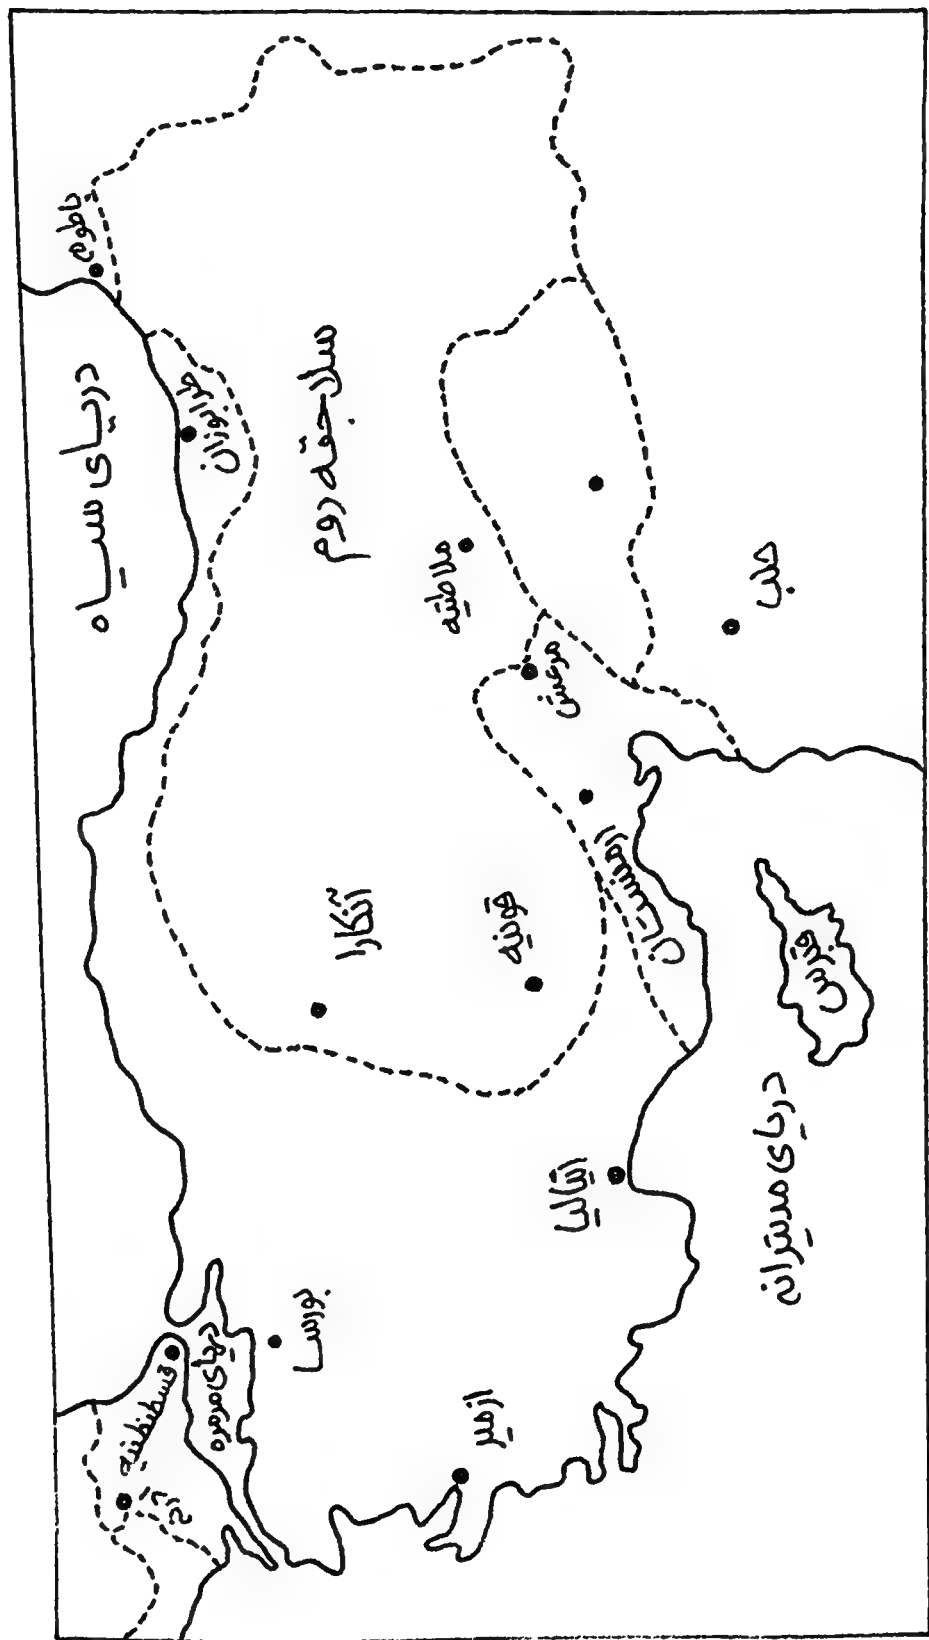 باطوم
دریای سیاه
طرابوزان
سلاجقه روم
ملاطیه
حلب
مرعش
ارمنستان
آنکارا
قونیه
قبرس
دریای مدیترانه
انتالیا
بورسا
دریای مرمره
قسطنطنیه
ازمیر